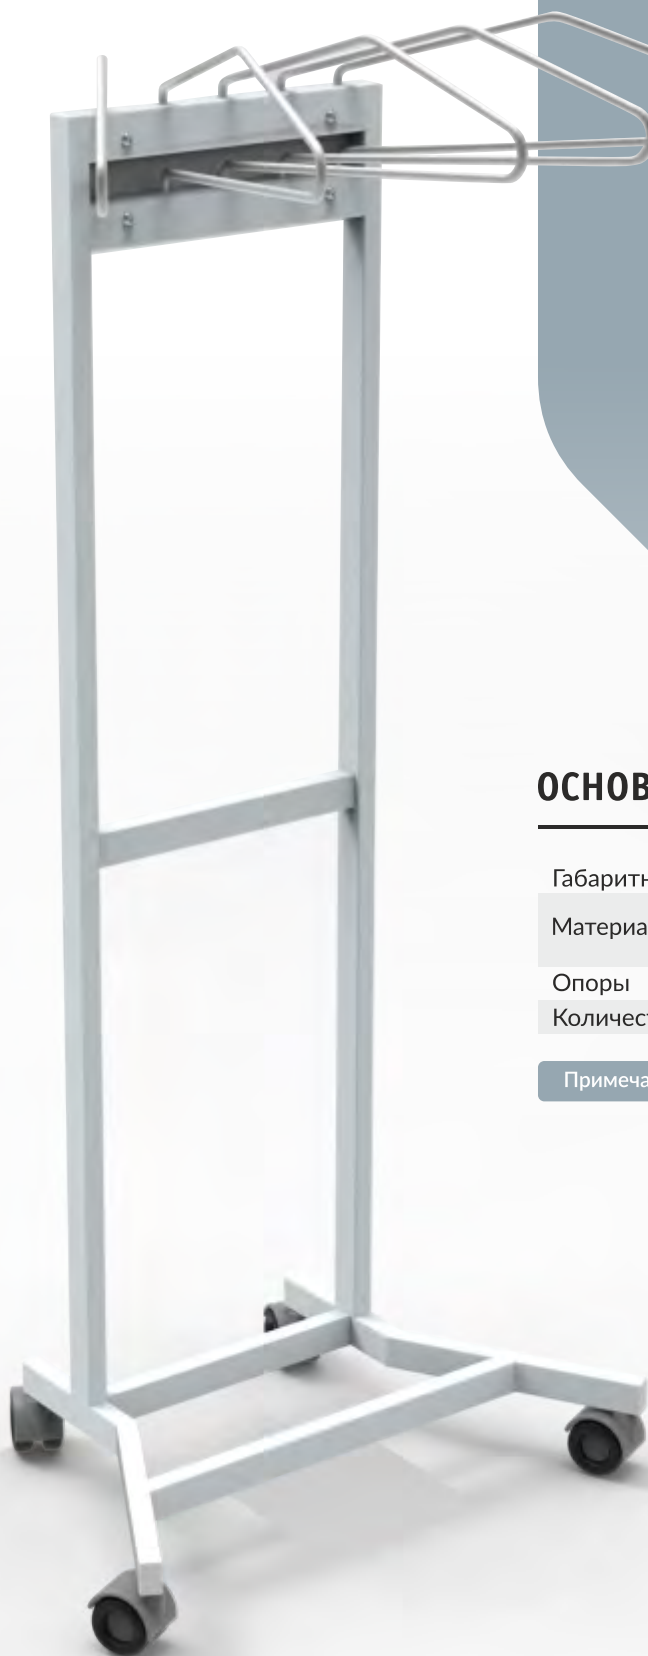 ОСНОВ
Габаритн
Материа
Опоры
Количест
Примеча